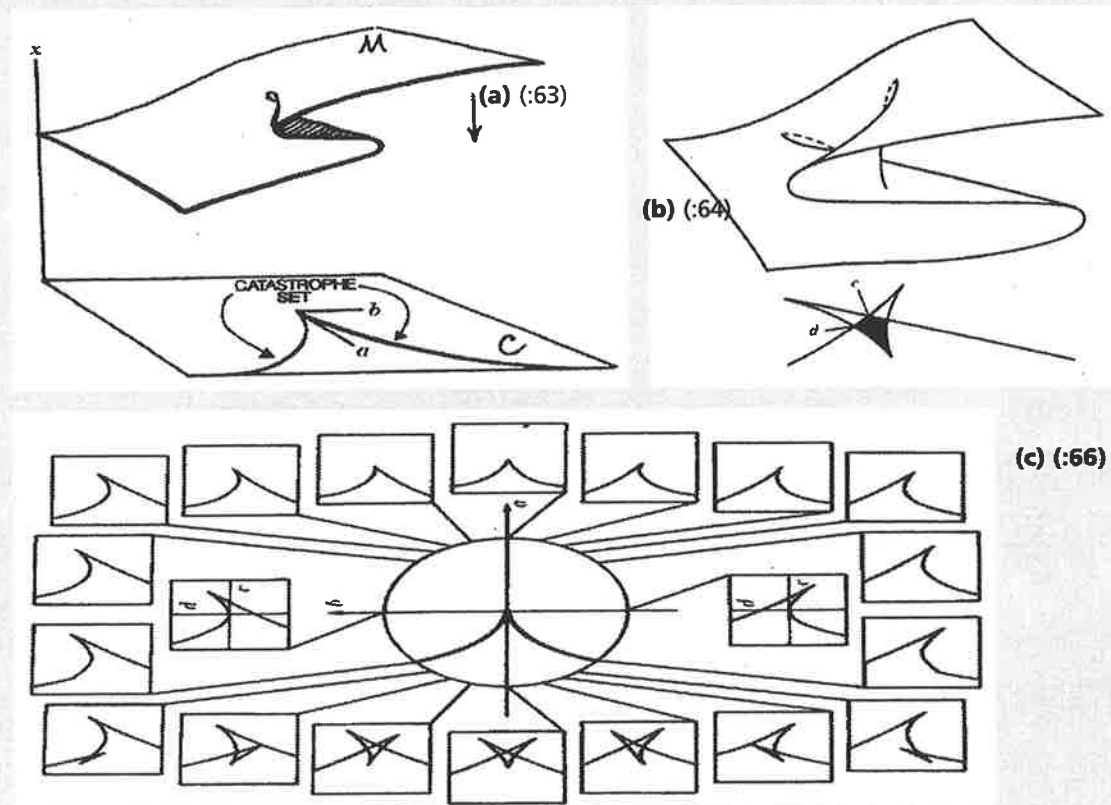 x
M
(a) (:63)
CATASTROPHE
SET
b
a
C
(b) (:64)
c
d
(c) (:66)
a
b
d
c
d
c